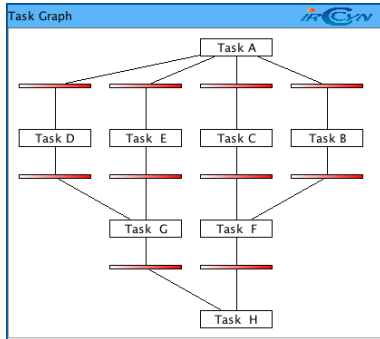 Task Graph
IRCCyN
Task A
Task D
Task E
Task C
Task B
Task G
Task F
Task H